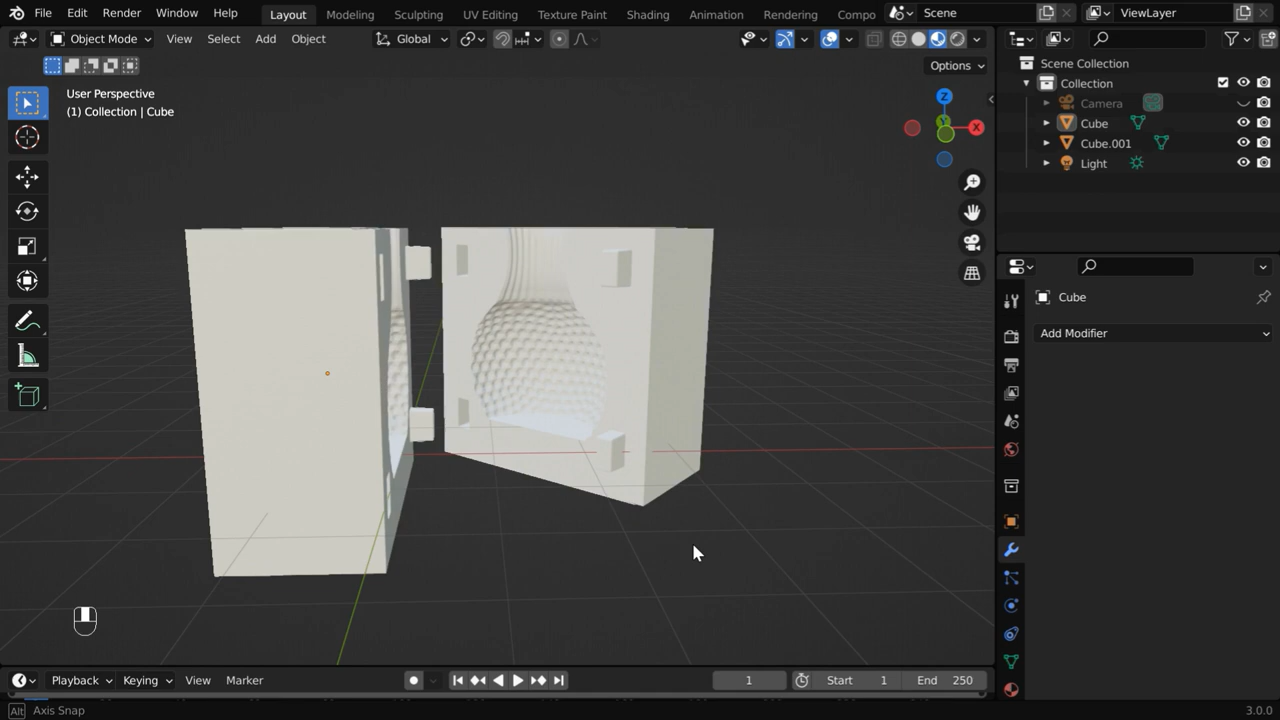 File Edit Render Window Help Layout Modeling Sculpting UV Editing Texture Paint Shading Animation Rendering Compo Scene ViewLayer
Object Mode View Select Add Object Global
Options
User Perspective
(1) Collection | Cube
Z
Y
X
Scene Collection
Collection
Camera
Cube
Cube.001
Light
Cube
Add Modifier
Playback Keying View Marker 1 Start 1 End 250
Alt Axis Snap 3.0.0